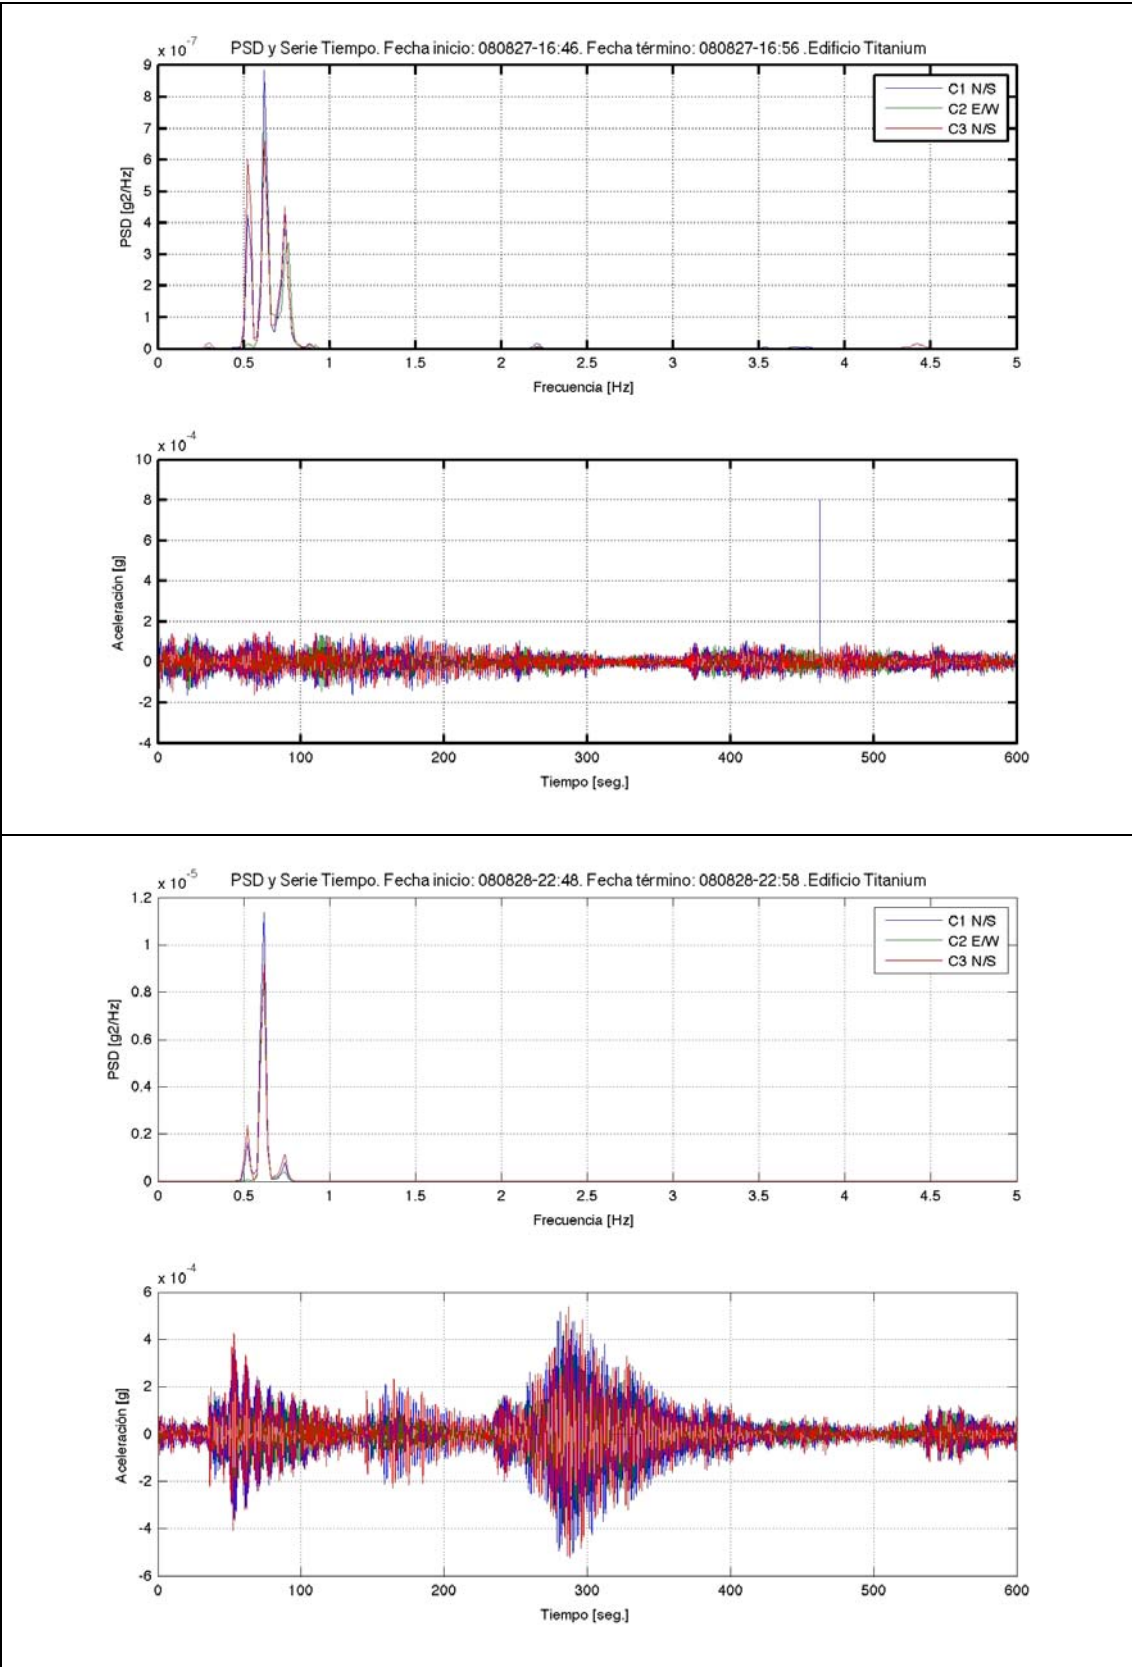 x 10-7
PSD y Serie Tiempo. Fecha inicio: 080827-16:46. Fecha término: 080827-16:56 .Edificio Titanium
9
8
7
6
5
4
3
2
1
0
PSD [g2/Hz]
C1 N/S
C2 E/W
C3 N/S
0 0.5 1 1.5 2 2.5 3 3.5 4 4.5 5
Frecuencia [Hz]
x 10-4
10
8
6
4
2
0
-2
-4
Aceleración [g]
0 100 200 300 400 500 600
Tiempo [seg.]
x 10-5
PSD y Serie Tiempo. Fecha inicio: 080828-22:48. Fecha término: 080828-22:58 .Edificio Titanium
1.2
1
0.8
0.6
0.4
0.2
0
PSD [g2/Hz]
C1 N/S
C2 E/W
C3 N/S
0 0.5 1 1.5 2 2.5 3 3.5 4 4.5 5
Frecuencia [Hz]
x 10-4
6
4
2
0
-2
-4
-6
Aceleración [g]
0 100 200 300 400 500 600
Tiempo [seg.]